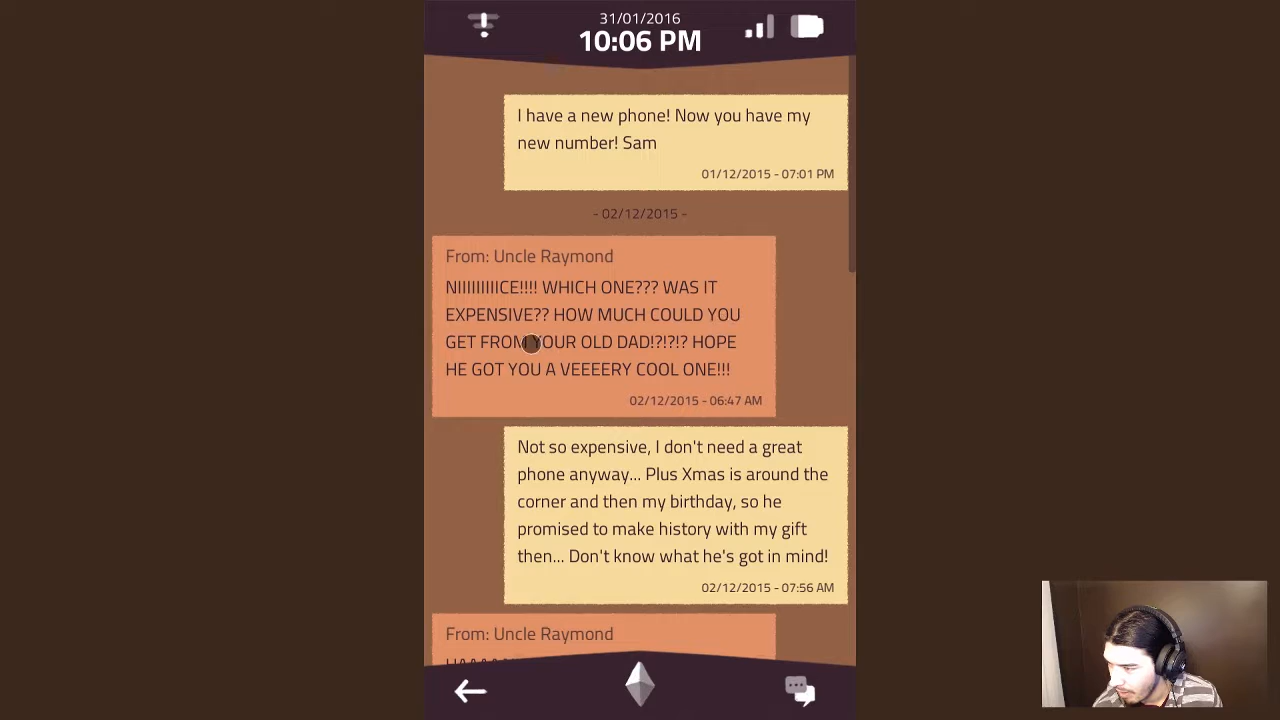 31/01/2016
10:06 PM
I have a new phone! Now you have my
new number! Sam
01/12/2015 - 07:01 PM
- 02/12/2015 -
From: Uncle Raymond
NIIIIIIIICE!!!! WHICH ONE??? WAS IT
EXPENSIVE?? HOW MUCH COULD YOU
GET FROM YOUR OLD DAD!?!?!? HOPE
HE GOT YOU A VEEEERY COOL ONE!!!
02/12/2015 - 06:47 AM
Not so expensive, I don't need a great
phone anyway... Plus Xmas is around the
corner and then my birthday, so he
promised to make history with my gift
then... Don't know what he's got in mind!
02/12/2015 - 07:56 AM
From: Uncle Raymond